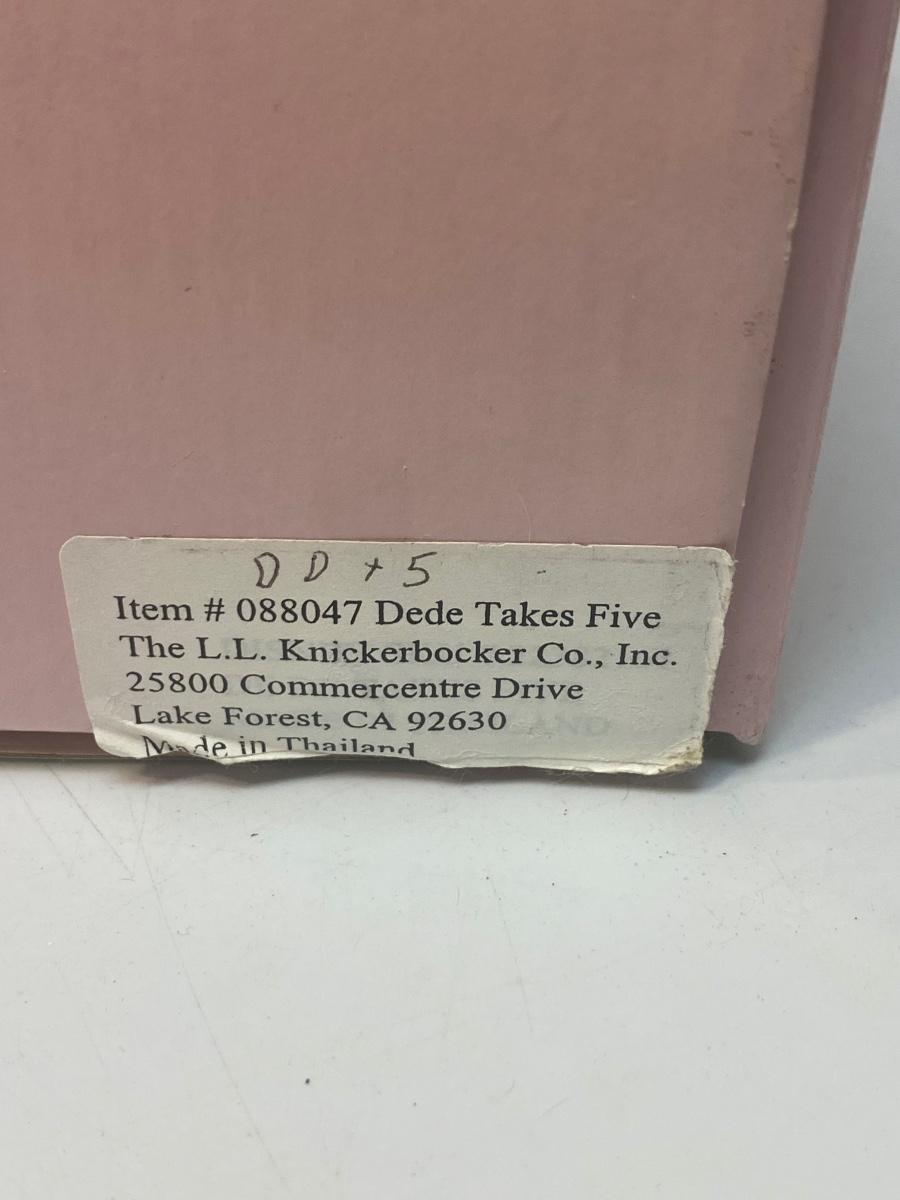 DD + 5
Item # 088047 Dede Takes Five
The L.L. Knickerbocker Co., Inc.
25800 Commercentre Drive
Lake Forest, CA 92630
Made in Thailand